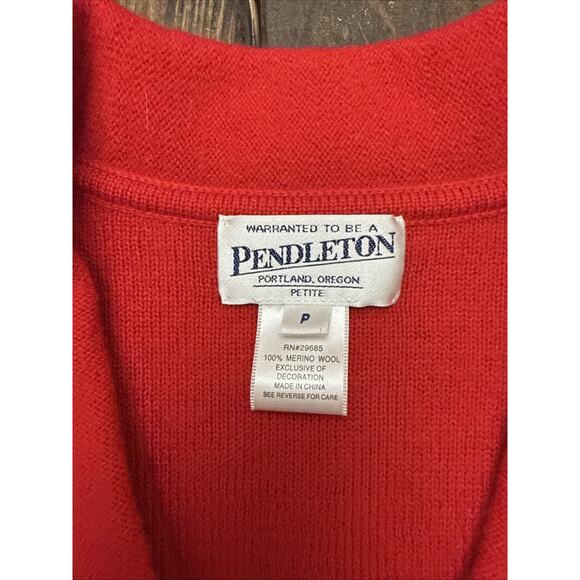 WARRANTED TO BE A
PENDLETON
PORTLAND, OREGON
PETITE
P
RN#29685
100% MERINO WOOL
EXCLUSIVE OF
DECORATION
MADE IN CHINA
SEE REVERSE FOR CARE